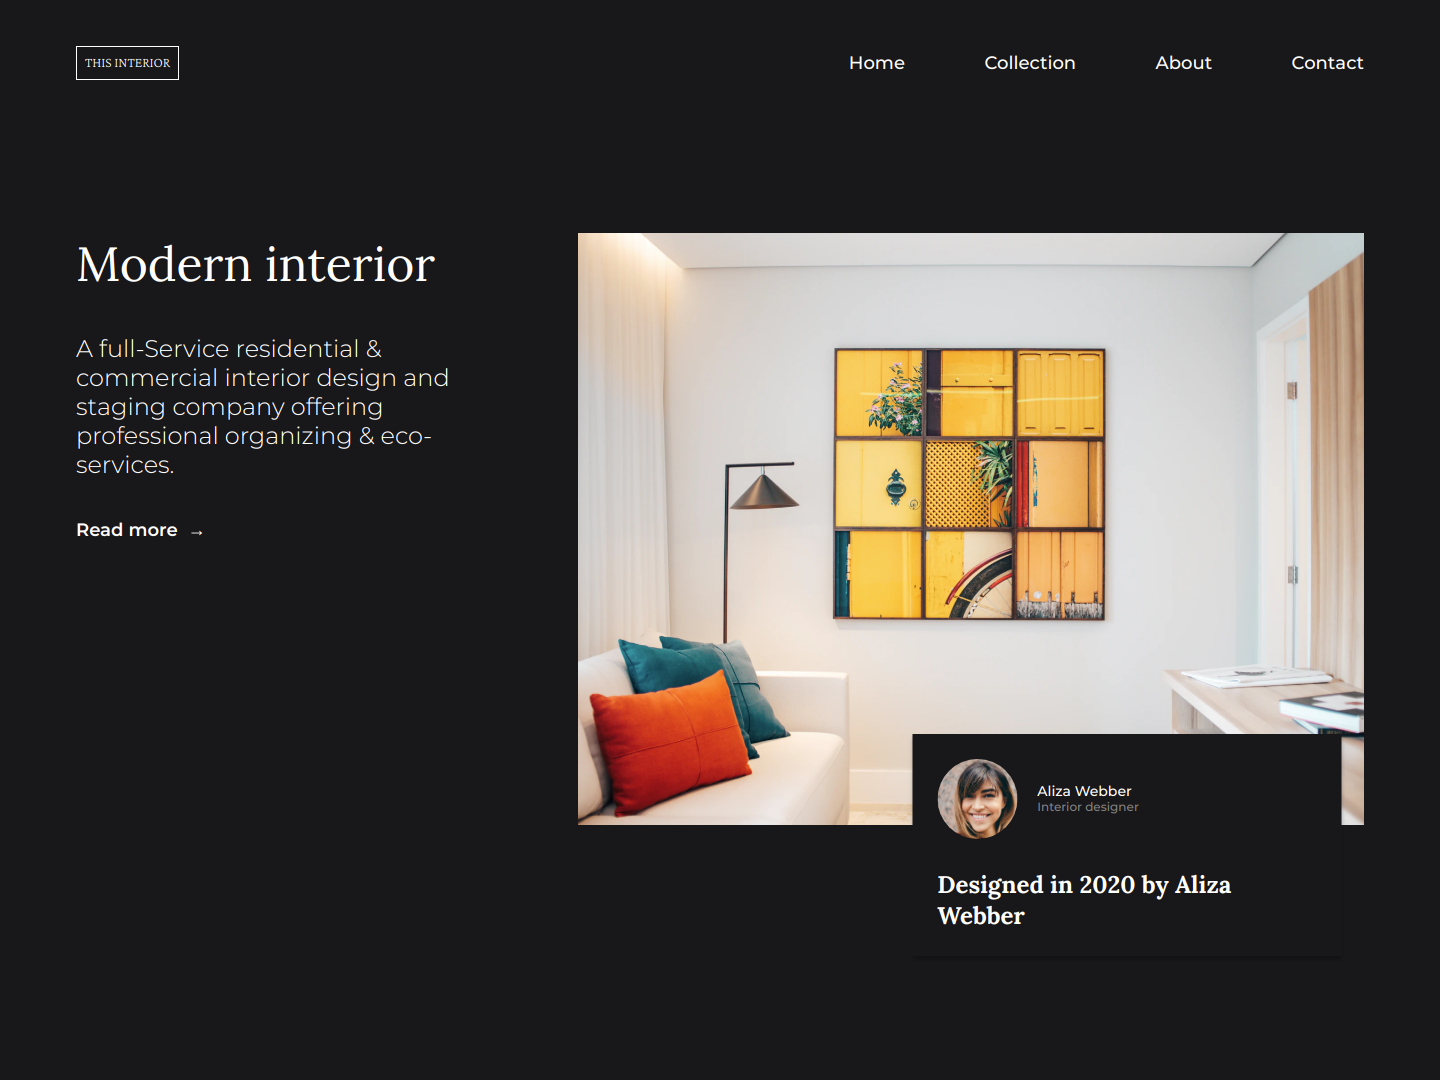 THIS INTERIOR
Home Collection About Contact
Modern interior
A full-Service residential &
commercial interior design and
staging company offering
professional organizing & eco-
services.
Read more →
Aliza Webber
Interior designer
Designed in 2020 by Aliza
Webber